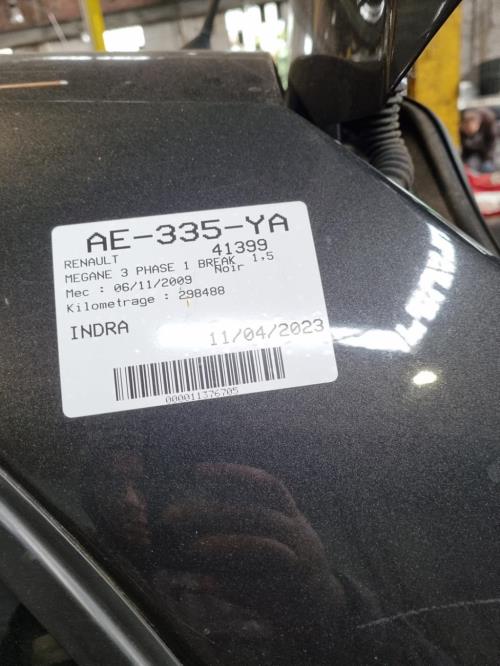 AE-335-YA
RENAULT 41399
MEGANE 3 PHASE 1 BREAK 1,5
Mec : 06/11/2009 Noir
Kilometrage : 298488
INDRA 11/04/2023
000011376705